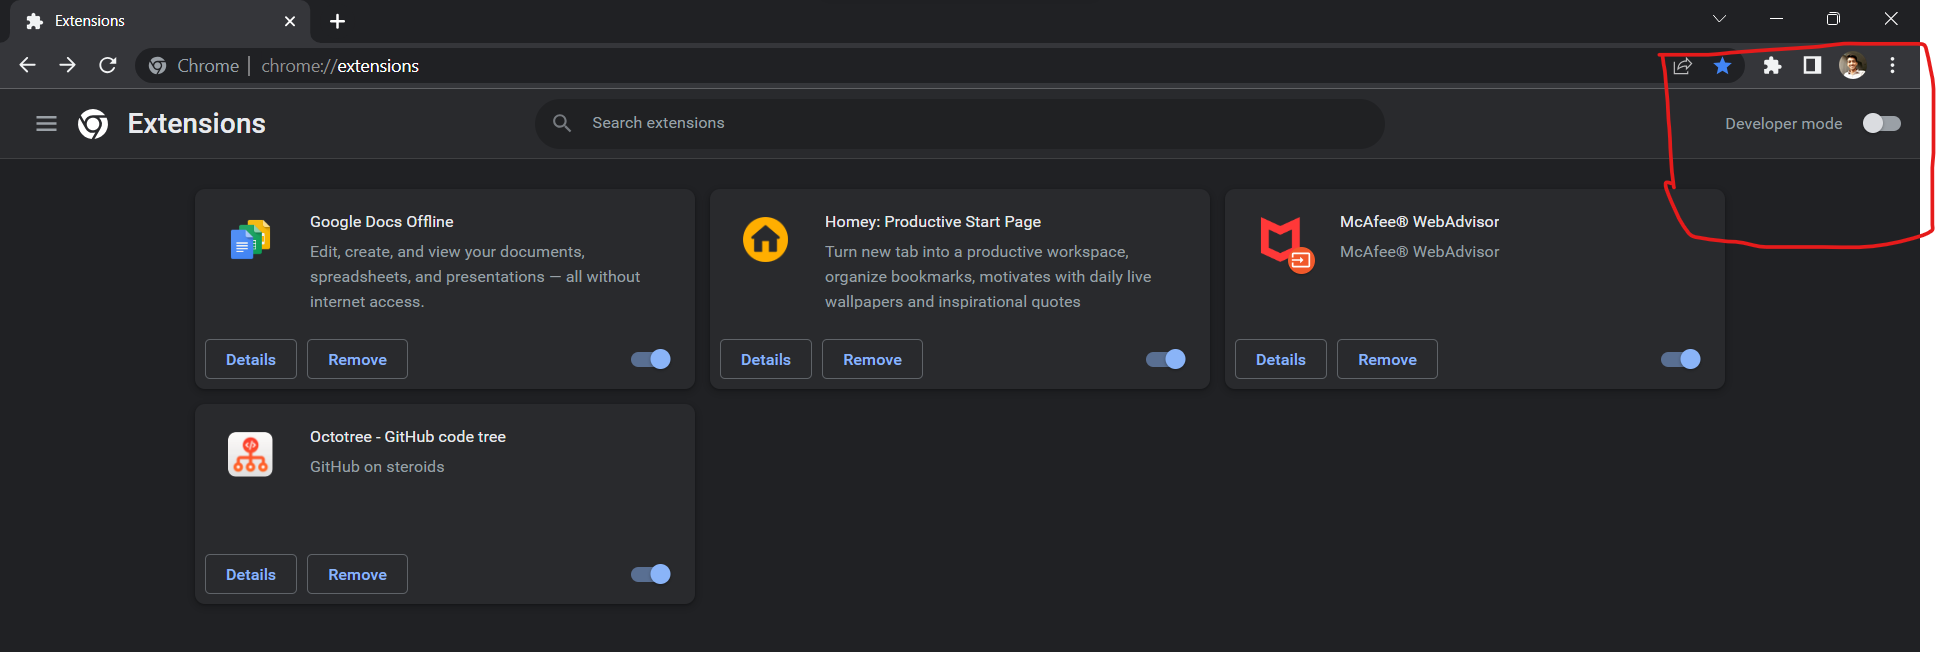 Extensions
Chrome | chrome://extensions
Extensions
Search extensions
Developer mode
Google Docs Offline
Edit, create, and view your documents,
spreadsheets, and presentations — all without
internet access.
Details Remove
Homey: Productive Start Page
Turn new tab into a productive workspace,
organize bookmarks, motivates with daily live
wallpapers and inspirational quotes
Details Remove
McAfee® WebAdvisor
McAfee® WebAdvisor
Details Remove
Octotree - GitHub code tree
GitHub on steroids
Details Remove